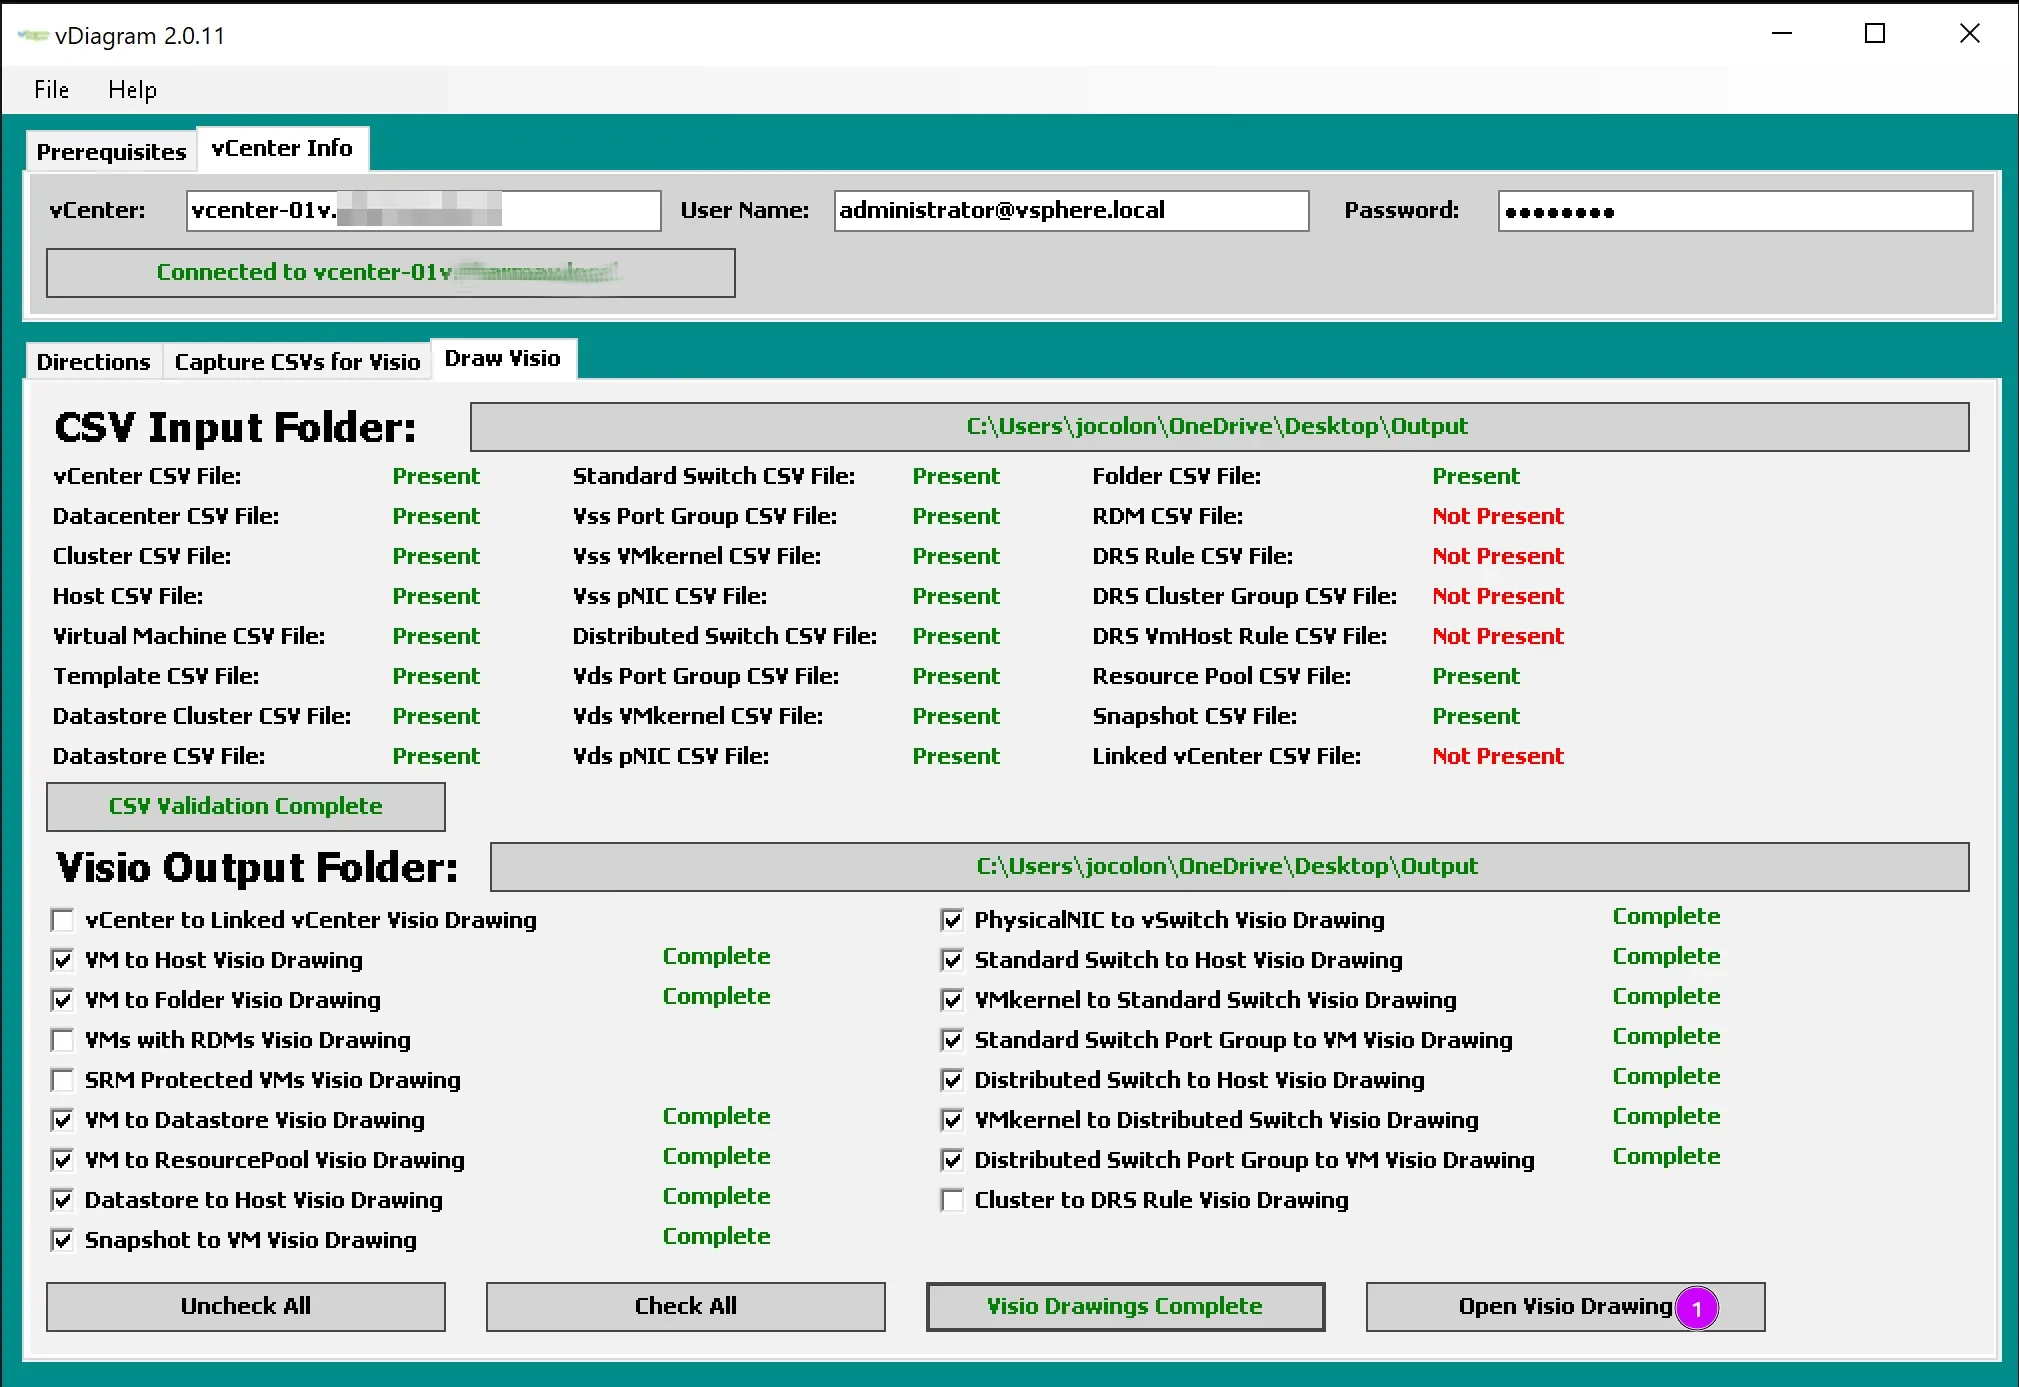 vDiagram 2.0.11
File Help
Prerequisites vCenter Info
vCenter: vcenter-01v. User Name: administrator@vsphere.local Password: ••••••••
Connected to vcenter-01v.
Directions Capture CSVs for Visio Draw Visio
CSV Input Folder: C:\Users\jocolon\OneDrive\Desktop\Output
vCenter CSV File: Present Standard Switch CSV File: Present Folder CSV File: Present
Datacenter CSV File: Present Vss Port Group CSV File: Present RDM CSV File: Not Present
Cluster CSV File: Present Vss VMkernel CSV File: Present DRS Rule CSV File: Not Present
Host CSV File: Present Vss pNIC CSV File: Present DRS Cluster Group CSV File: Not Present
Virtual Machine CSV File: Present Distributed Switch CSV File: Present DRS VmHost Rule CSV File: Not Present
Template CSV File: Present Vds Port Group CSV File: Present Resource Pool CSV File: Present
Datastore Cluster CSV File: Present Vds VMkernel CSV File: Present Snapshot CSV File: Present
Datastore CSV File: Present Vds pNIC CSV File: Present Linked vCenter CSV File: Not Present
CSV Validation Complete
Visio Output Folder: C:\Users\jocolon\OneDrive\Desktop\Output
vCenter to Linked vCenter Visio Drawing PhysicalNIC to vSwitch Visio Drawing Complete
VM to Host Visio Drawing Complete Standard Switch to Host Visio Drawing Complete
VM to Folder Visio Drawing Complete VMkernel to Standard Switch Visio Drawing Complete
VMs with RDMs Visio Drawing Standard Switch Port Group to VM Visio Drawing Complete
SRM Protected VMs Visio Drawing Distributed Switch to Host Visio Drawing Complete
VM to Datastore Visio Drawing Complete VMkernel to Distributed Switch Visio Drawing Complete
VM to ResourcePool Visio Drawing Complete Distributed Switch Port Group to VM Visio Drawing Complete
Datastore to Host Visio Drawing Complete Cluster to DRS Rule Visio Drawing
Snapshot to VM Visio Drawing Complete
Uncheck All Check All Visio Drawings Complete Open Visio Drawing 1